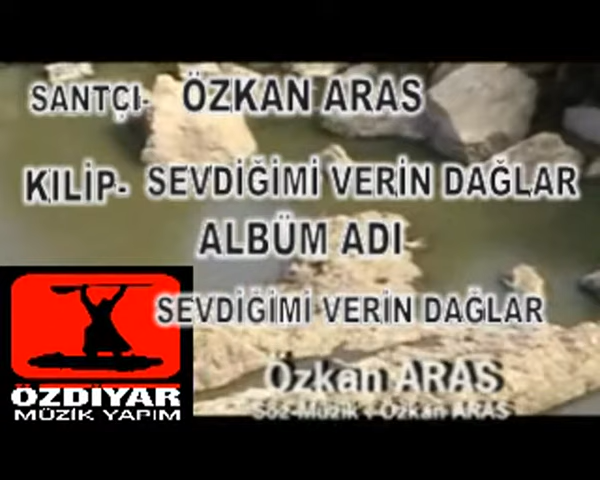 SANTÇI- ÖZKAN ARAS
KILİP- SEVDİĞİMİ VERİN DAĞLAR
ALBÜM ADI
SEVDİĞİMİ VERİN DAĞLAR
Özkan ARAS
Söz-Müzik : Özkan ARAS
ÖZDİYAR
MÜZİK YAPIM